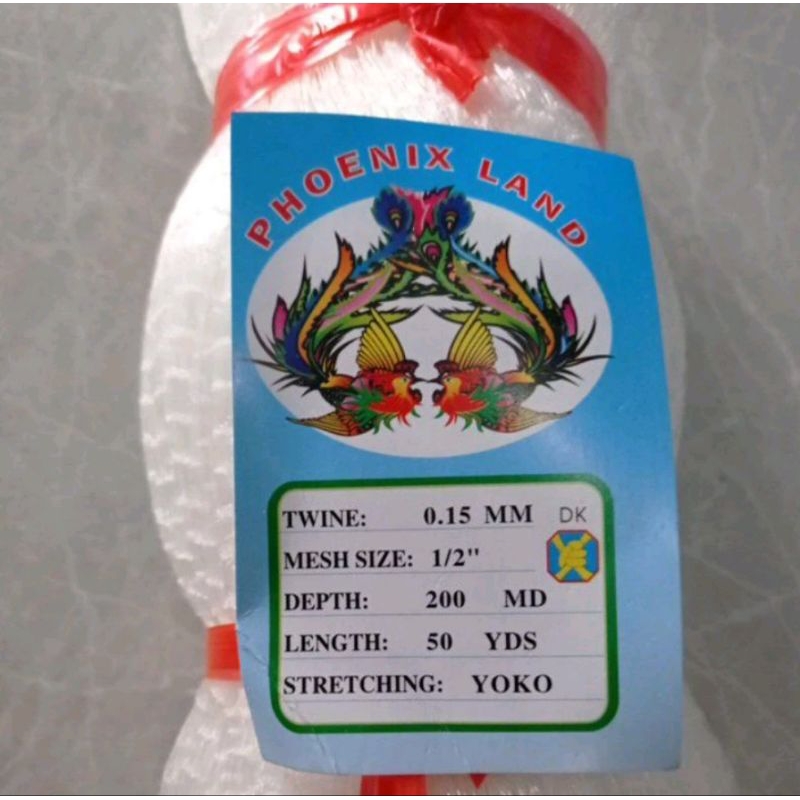 PHOENIX LAND
TWINE: 0.15 MM DK
MESH SIZE: 1/2"
DEPTH: 200 MD
LENGTH: 50 YDS
STRETCHING: YOKO